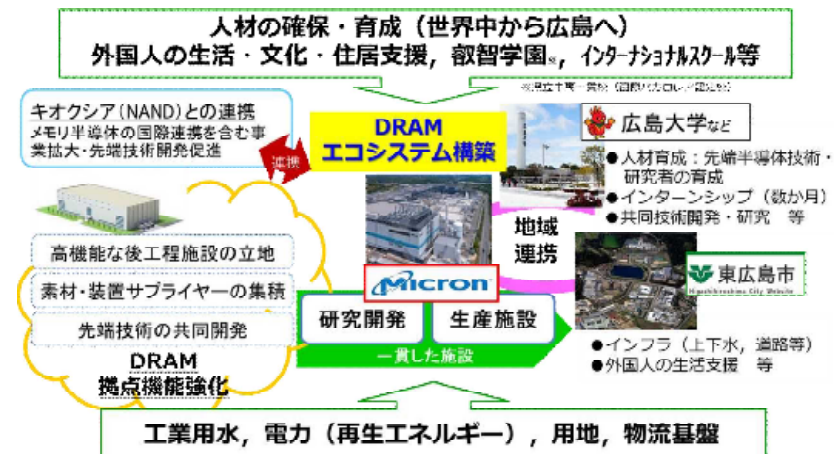 人材の確保・育成（世界中から広島へ）
外国人の生活・文化・住居支援，叡智学園※，インターナショナルスクール等
キオクシア（NAND）との連携
メモリ半導体の国際連携を含む事
業拡大・先端技術開発促進
連携
DRAM
エコシステム構築
広島大学など
●人材育成：先端半導体技術・
研究者の育成
●インターンシップ（数か月）
●共同技術開発・研究　等
地域
連携
高機能な後工程施設の立地
素材・装置サプライヤーの集積
先端技術の共同開発
DRAM
拠点機能強化
Micron
研究開発
生産施設
一貫した施設
東広島市
Higashihiroshima City Website
●インフラ（上下水，道路等）
●外国人の生活支援　等
工業用水，電力（再生エネルギー），用地，物流基盤